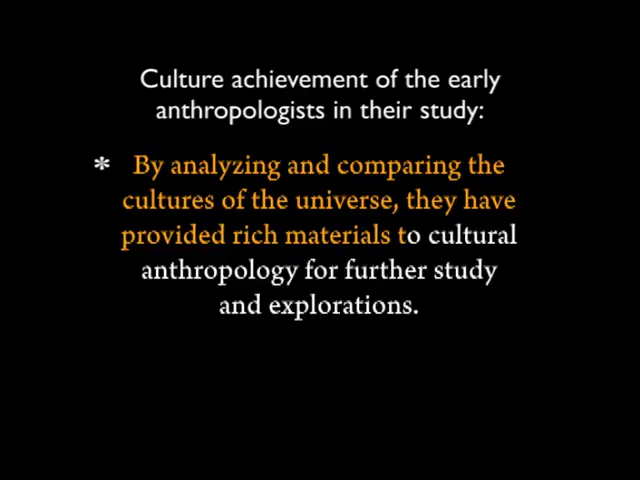 Culture achievement of the early
anthropologists in their study:
* By analyzing and comparing the
cultures of the universe, they have
provided rich materials to cultural
anthropology for further study
and explorations.